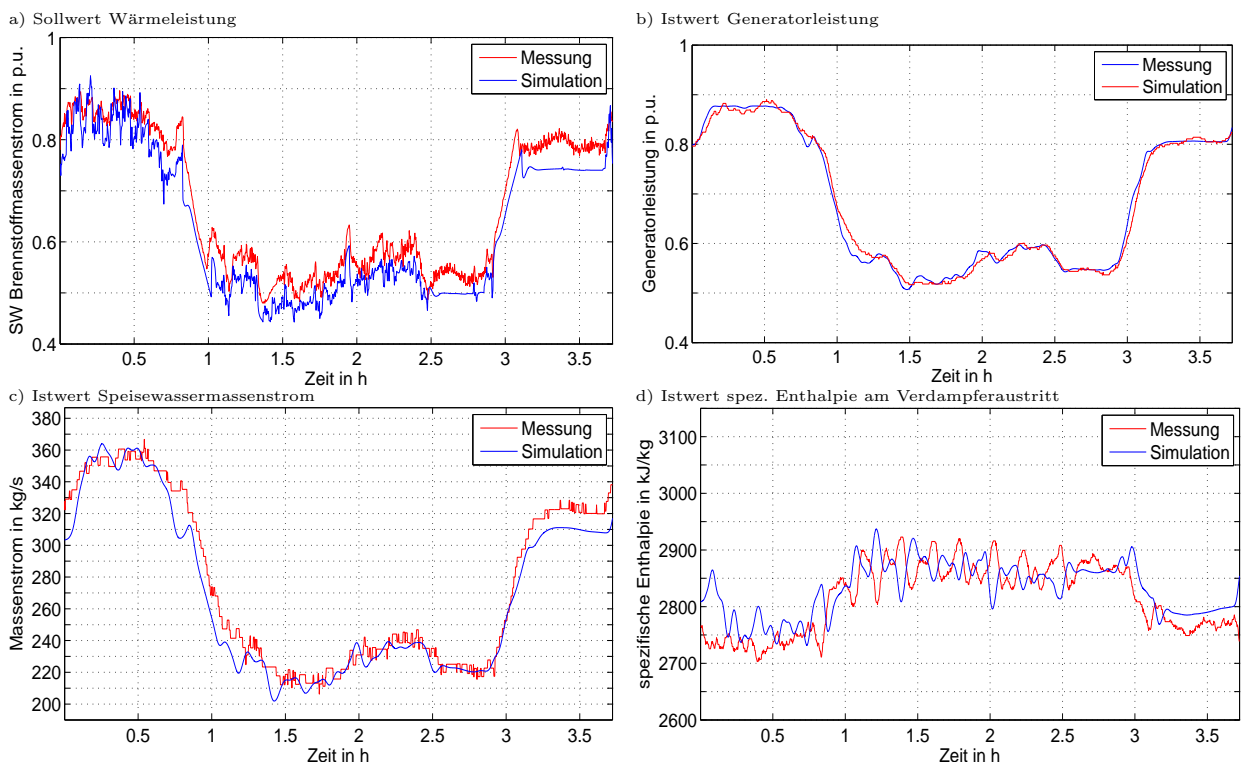 a) Sollwert Wärmeleistung
SW Brennstoffmassenstrom in p.u.
1
0.8
0.6
0.4
Messung
Simulation
0.5
1
1.5
2
2.5
3
3.5
Zeit in h
b) Istwert Generatorleistung
Generatorleistung in p.u.
1
0.8
0.6
0.4
Messung
Simulation
0.5
1
1.5
2
2.5
3
3.5
Zeit in h
c) Istwert Speisewassermassenstrom
Massenstrom in kg/s
380
360
340
320
300
280
260
240
220
200
Messung
Simulation
0.5
1
1.5
2
2.5
3
3.5
Zeit in h
d) Istwert spez. Enthalpie am Verdampferaustritt
spezifische Enthalpie in kJ/kg
3100
3000
2900
2800
2700
2600
Messung
Simulation
0.5
1
1.5
2
2.5
3
3.5
Zeit in h